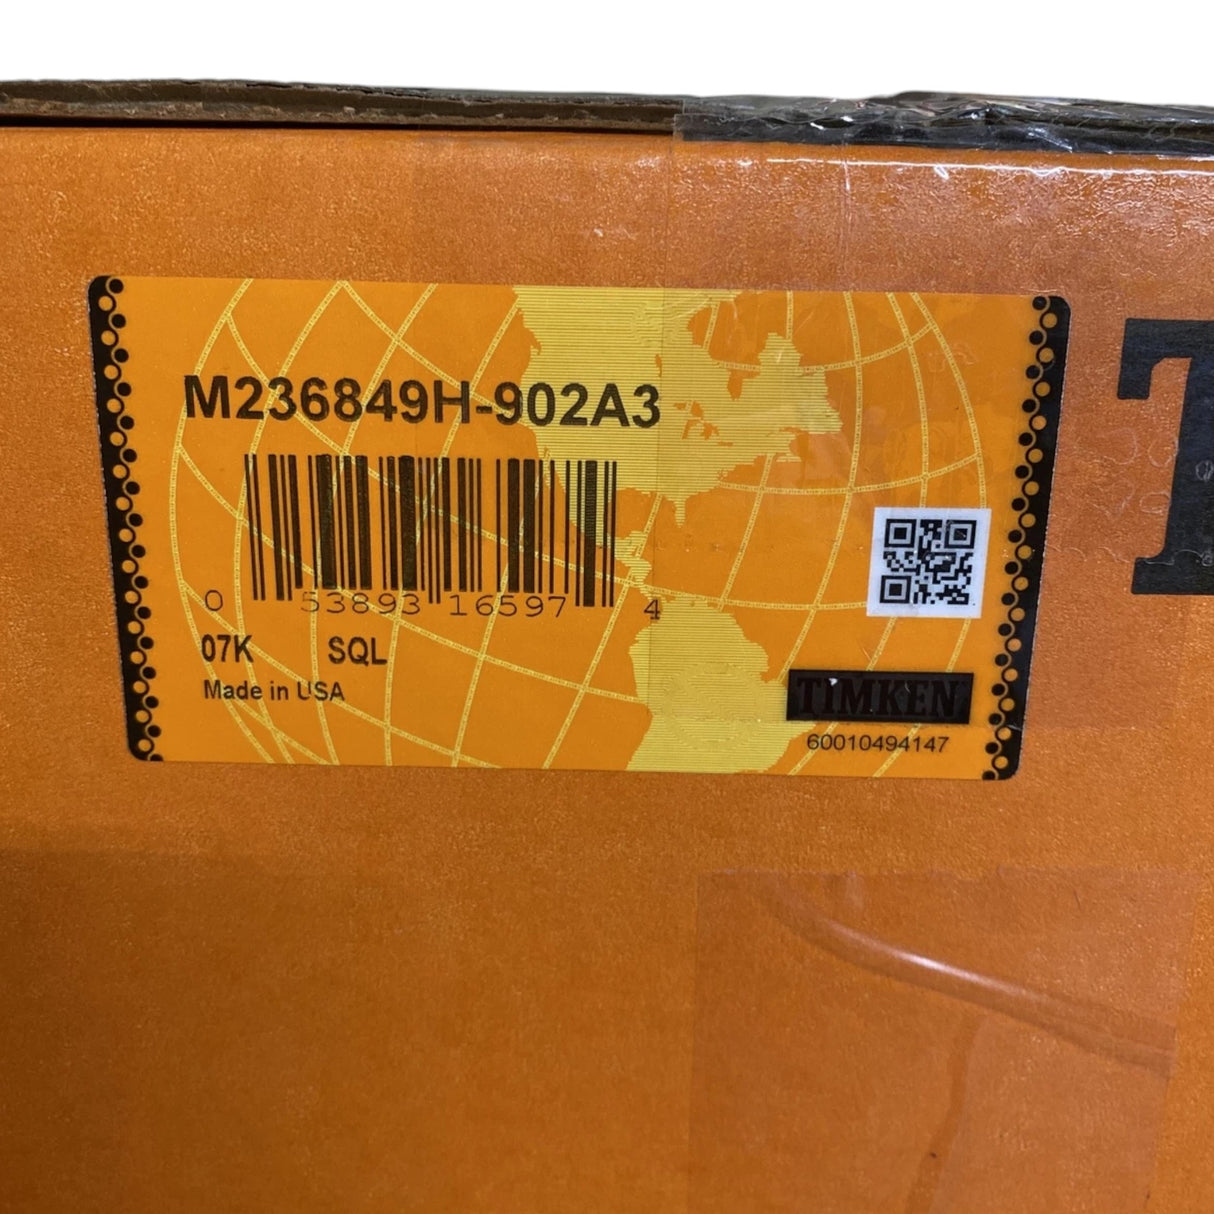 M236849H-902A3
0 53893 16597 4
07K SQL
Made in USA
TIMKEN
60010494147
T